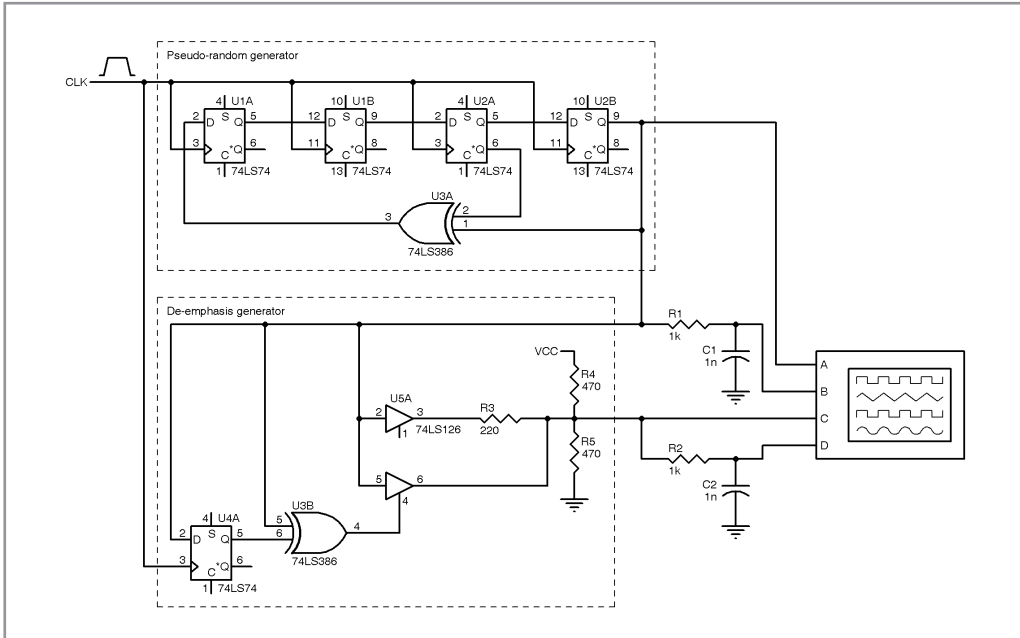 Pseudo-random generator
CLK
4 U1A 10 U1B 4 U2A 10 U2B
2 D S Q 5 12 D S Q 9 2 D S Q 5 12 D S Q 9
3 C *Q 6 11 C *Q 8 3 C *Q 6 11 C *Q 8
1 74LS74 13 74LS74 1 74LS74 13 74LS74
U3A
3 2
1
74LS386
De-emphasis generator
R1
1k
VCC
C1
1n
R4
470
A
B
C
D
U5A
2 3
1 74LS126
R3
220
R5
470
R2
1k
C2
1n
5 6
4
4 U4A
2 D S Q 5
3 C *Q 6
1 74LS74
U3B
5
6
4
74LS386